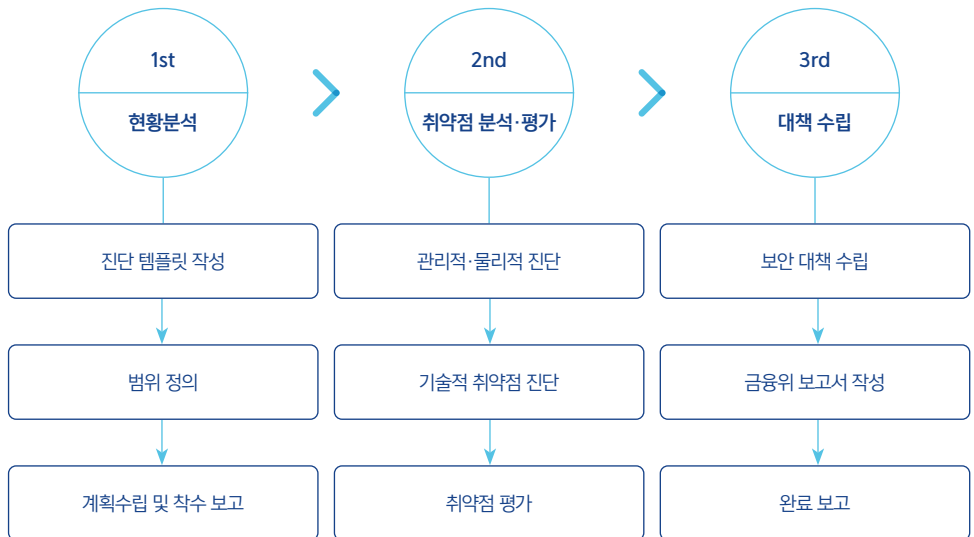 1st
현황분석
진단 템플릿 작성
범위 정의
계획수립 및 착수 보고
2nd
취약점 분석·평가
관리적·물리적 진단
기술적 취약점 진단
취약점 평가
3rd
대책 수립
보안 대책 수립
금융위 보고서 작성
완료 보고